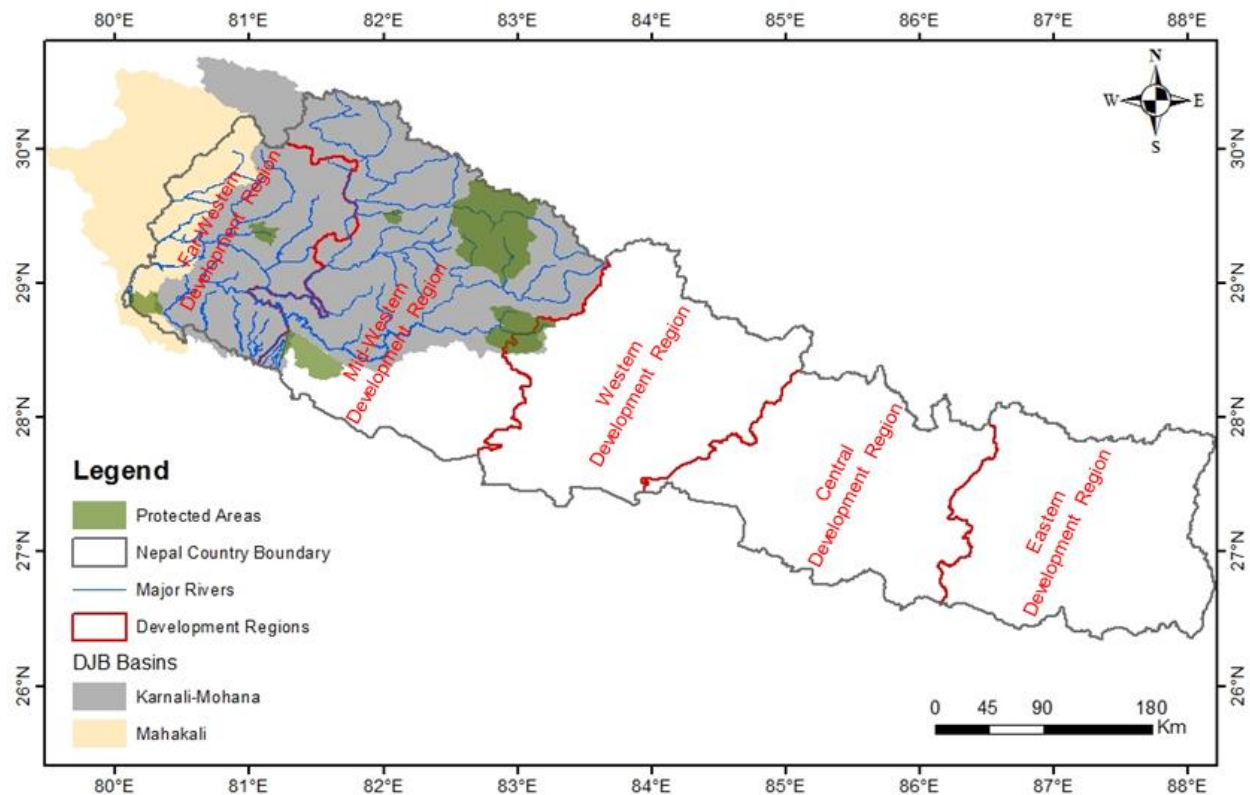 80°E 81°E 82°E 83°E 84°E 85°E 86°E 87°E 88°E
N
W E
S
30°N 30°N
29°N 29°N
28°N 28°N
27°N 27°N
26°N 26°N
Far-Western
Development Region
Mid-Western
Development Region
Western
Development Region
Central
Development Region
Eastern
Development Region
Legend
Protected Areas
Nepal Country Boundary
Major Rivers
Development Regions
DJB Basins
Karnali-Mohana
Mahakali
0 45 90 180
Km
80°E 81°E 82°E 83°E 84°E 85°E 86°E 87°E 88°E